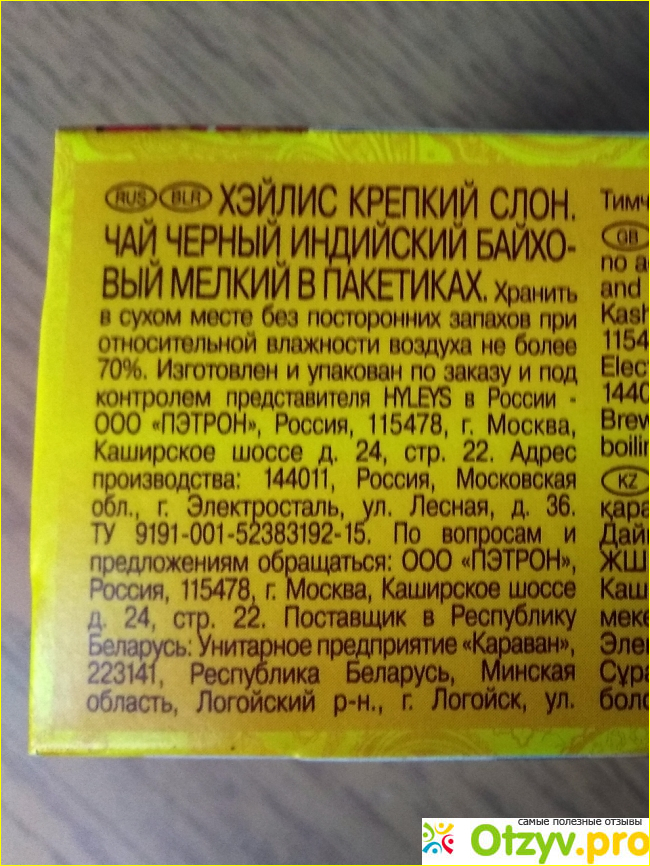 RUS BLR ХЭЙЛИС КРЕПКИЙ СЛОН.
ЧАЙ ЧЕРНЫЙ ИНДИЙСКИЙ БАЙХО-
ВЫЙ МЕЛКИЙ В ПАКЕТИКАХ. Хранить
в сухом месте без посторонних запахов при
относительной влажности воздуха не более
70%. Изготовлен и упакован по заказу и под
контролем представителя HYLEYS в России -
ООО «ПЭТРОН», Россия, 115478, г. Москва,
Каширское шоссе д. 24, стр. 22. Адрес
производства: 144011, Россия, Московская
обл., г. Электросталь, ул. Лесная, д. 36.
ТУ 9191-001-52383192-15. По вопросам и
предложениям обращаться: ООО «ПЭТРОН»,
Россия, 115478, г. Москва, Каширское шоссе
д. 24, стр. 22. Поставщик в Республику
Беларусь: Унитарное предприятие «Караван»,
223141, Республика Беларусь, Минская
область, Логойский р-н., г. Логойск, ул.
Тимч
GB
no a
and
Kash
1154
Elec
1440
Brew
boilin
KZ
қара
Дайı
ЖШ
Каш
меке
Эле
Сұра
болс
самые полезные отзывы
Otzyv.pro